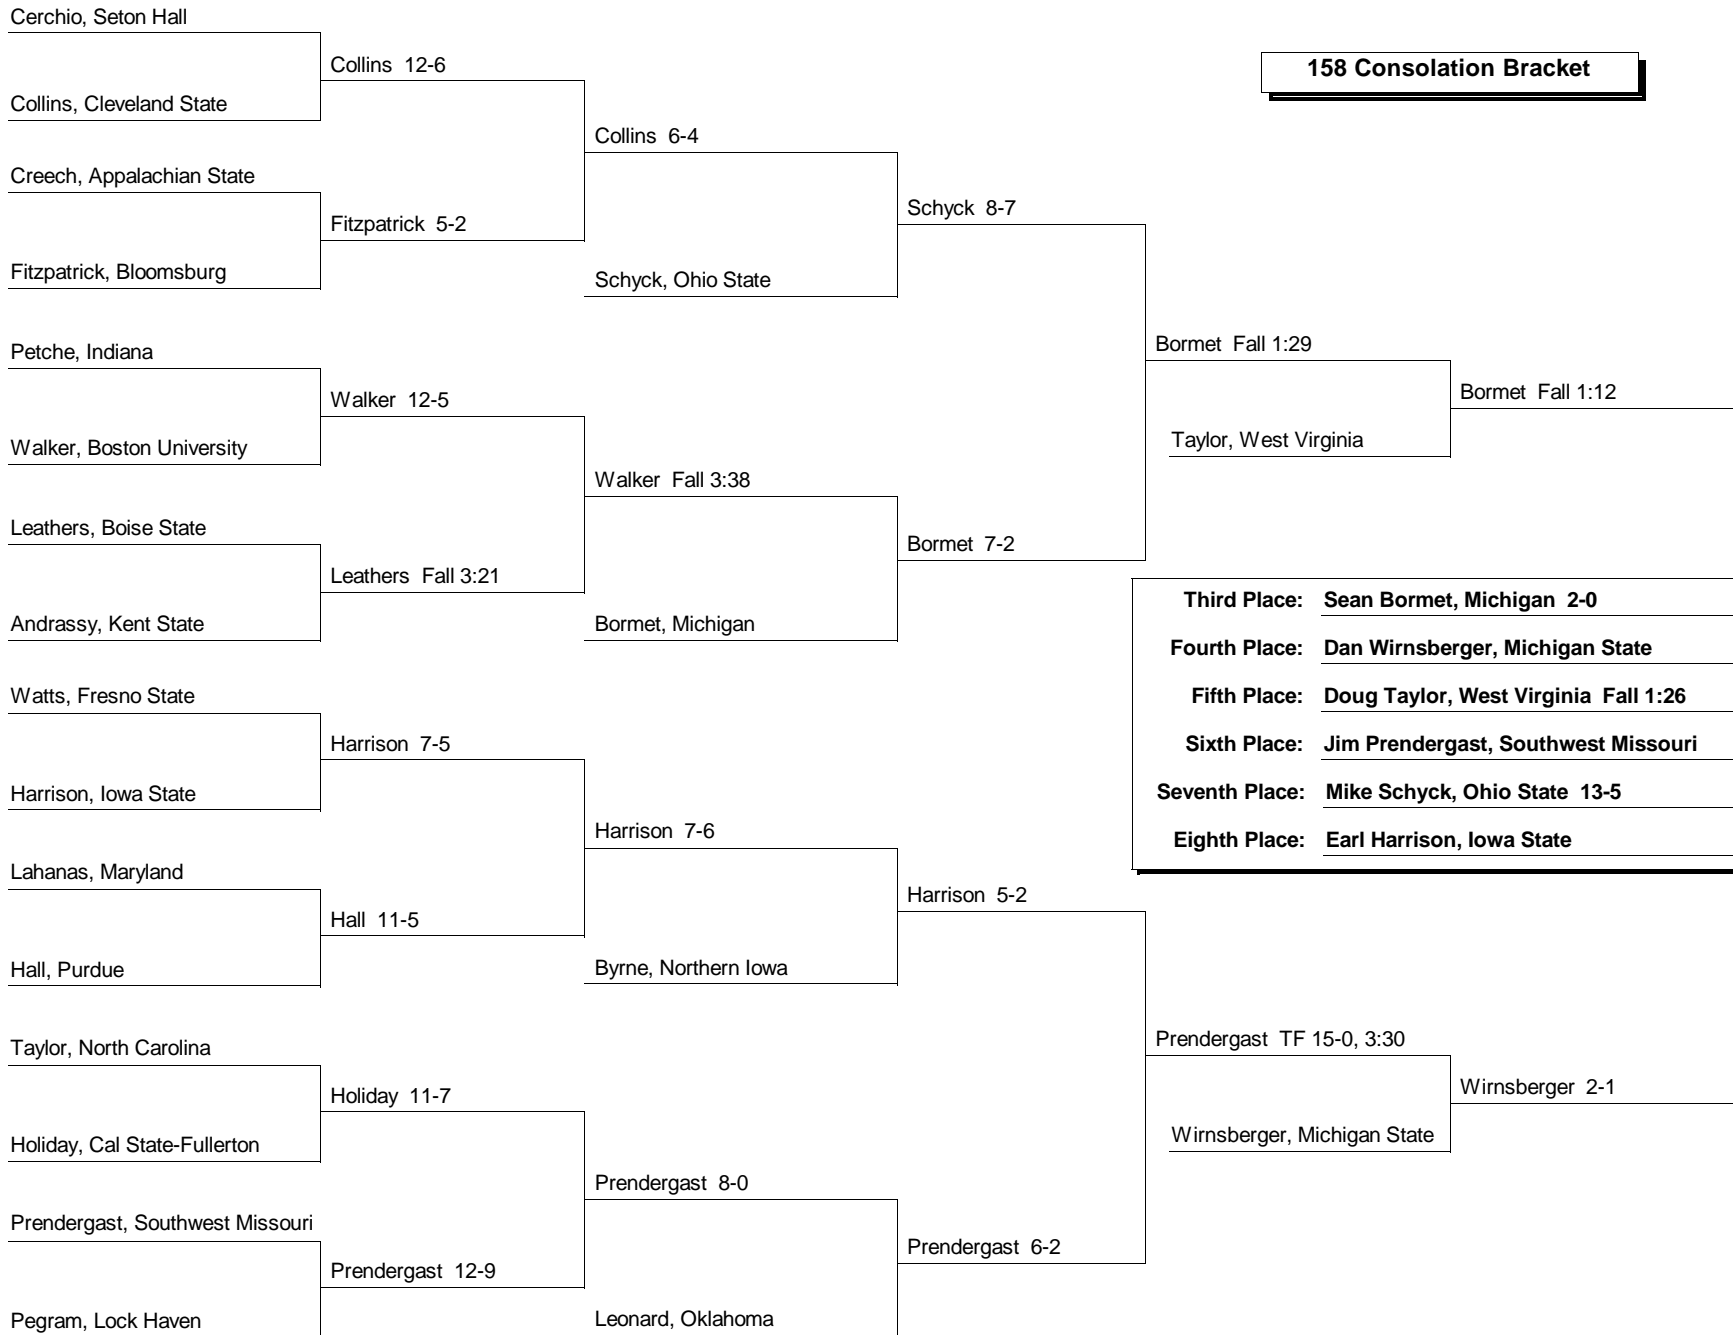 Cerchio, Seton Hall
158 Consolation Bracket
Collins 12-6
Collins, Cleveland State
Collins 6-4
Creech, Appalachian State
Schyck 8-7
Fitzpatrick 5-2
Fitzpatrick, Bloomsburg
Schyck, Ohio State
Petche, Indiana
Bormet Fall 1:29
Bormet Fall 1:12
Walker 12-5
Taylor, West Virginia
Walker, Boston University
Walker Fall 3:38
Leathers, Boise State
Bormet 7-2
Leathers Fall 3:21
Andrassy, Kent State
Bormet, Michigan
Third Place: Sean Bormet, Michigan 2-0
Fourth Place: Dan Wirnsberger, Michigan State
Fifth Place: Doug Taylor, West Virginia Fall 1:26
Sixth Place: Jim Prendergast, Southwest Missouri
Seventh Place: Mike Schyck, Ohio State 13-5
Eighth Place: Earl Harrison, Iowa State
Watts, Fresno State
Harrison 7-5
Harrison, Iowa State
Harrison 7-6
Lahanas, Maryland
Harrison 5-2
Hall 11-5
Hall, Purdue
Byrne, Northern Iowa
Taylor, North Carolina
Prendergast TF 15-0, 3:30
Wirnsberger 2-1
Holiday 11-7
Wirnsberger, Michigan State
Holiday, Cal State-Fullerton
Prendergast 8-0
Prendergast, Southwest Missouri
Prendergast 6-2
Prendergast 12-9
Pegram, Lock Haven
Leonard, Oklahoma